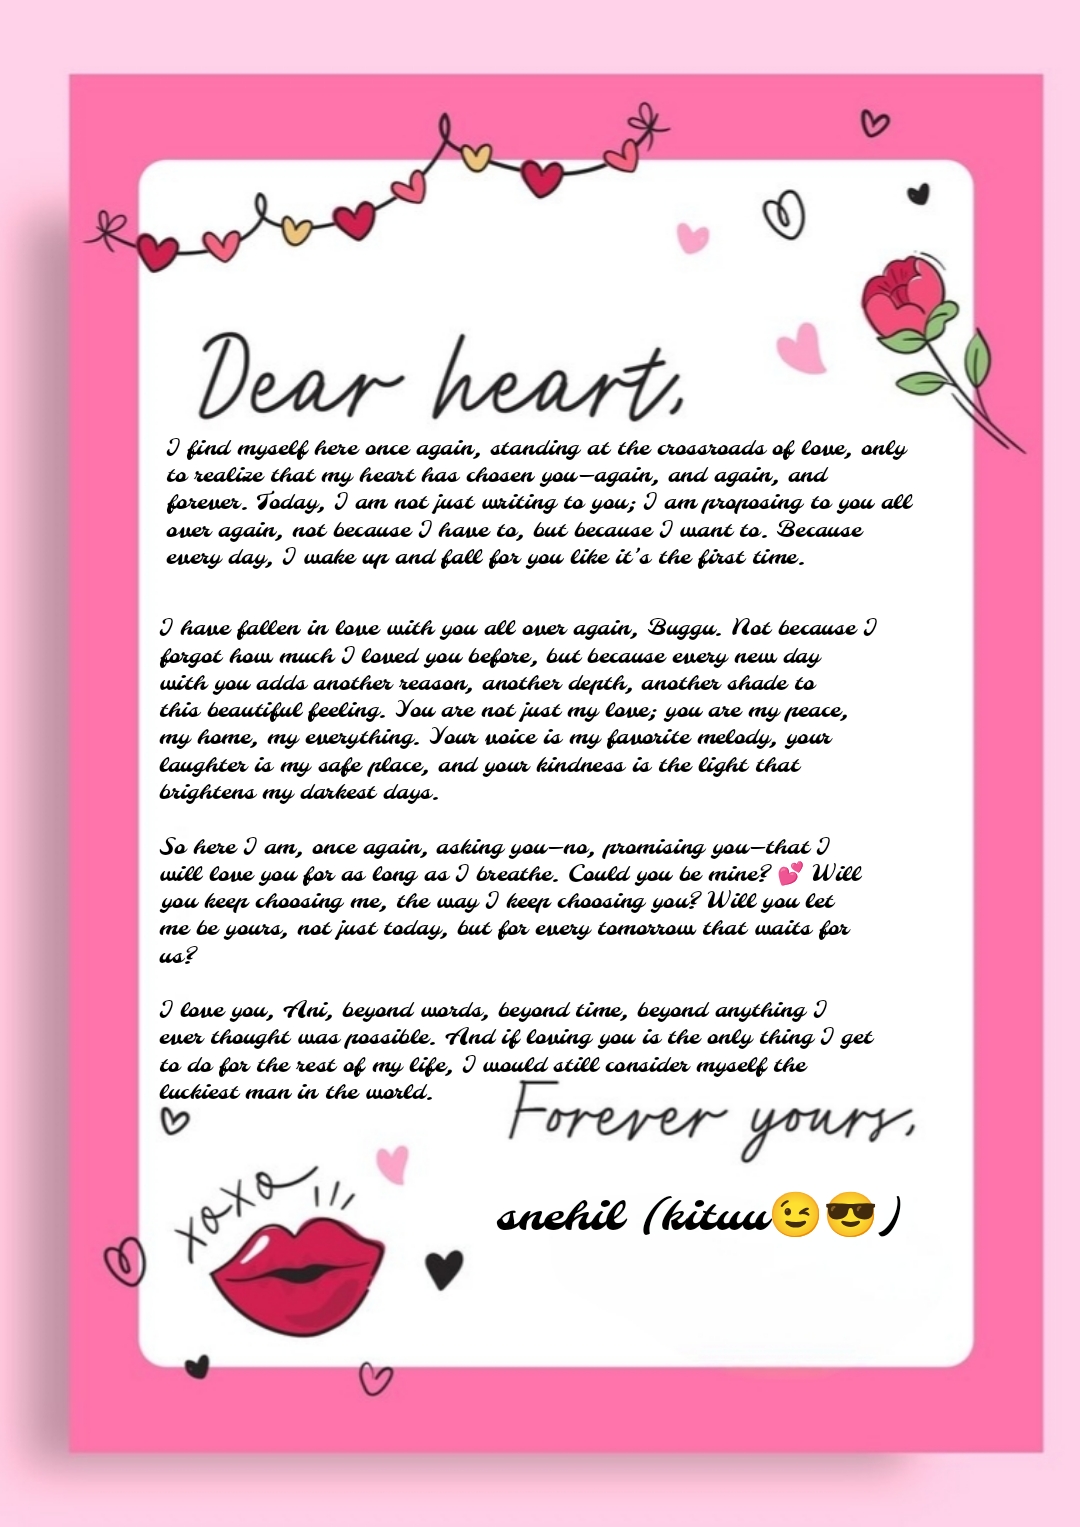 Dear heart,
I find myself here once again, standing at the crossroads of love, only
to realize that my heart has chosen you—again, and again, and
forever. Today, I am not just writing to you; I am proposing to you all
over again, not because I have to, but because I want to. Because
every day, I wake up and fall for you like it's the first time.
I have fallen in love with you all over again, Buggu. Not because I
forgot how much I loved you before, but because every new day
with you adds another reason, another depth, another shade to
this beautiful feeling. You are not just my love; you are my peace,
my home, my everything. Your voice is my favorite melody, your
laughter is my safe place, and your kindness is the light that
brightens my darkest days.
So here I am, once again, asking you—no, promising you—that I
will love you for as long as I breathe. Could you be mine? 💕 Will
you keep choosing me, the way I keep choosing you? Will you let
me be yours, not just today, but for every tomorrow that waits for
us?
I love you, Ani, beyond words, beyond time, beyond anything I
ever thought was possible. And if loving you is the only thing I get
to do for the rest of my life, I would still consider myself the
luckiest man in the world.
Forever yours,
xoxo
snehil (kituu😉😎)